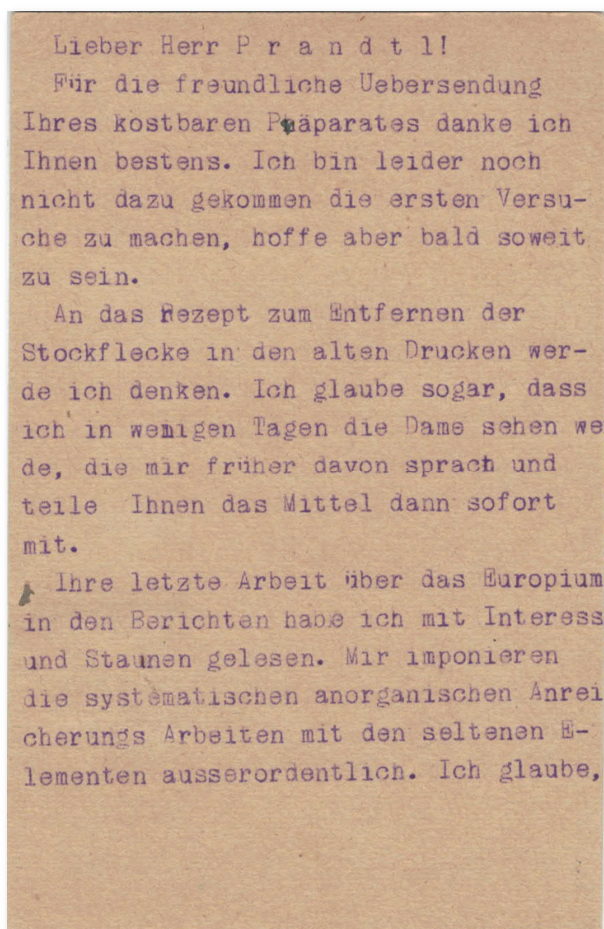 Lieber Herr P r a n d t l!
Für die freundliche Uebersendung
Ihres kostbaren Präparates danke ich
Ihnen bestens. Ich bin leider noch
nicht dazu gekommen die ersten Versu-
che zu machen, hoffe aber bald soweit
zu sein.
An das Rezept zum Entfernen der
Stockflecke in den alten Drucken wer-
de ich denken. Ich glaube sogar, dass
ich in wenigen Tagen die Dame sehen we
de, die mir früher davon sprach und
teile Ihnen das Mittel dann sofort
mit.
Ihre letzte Arbeit über das Europium
in den Berichten habe ich mit Interess
und Staunen gelesen. Mir imponieren
die systematischen anorganischen Anrei
cherungs Arbeiten mit den seltenen E-
lementen ausserordentlich. Ich glaube,